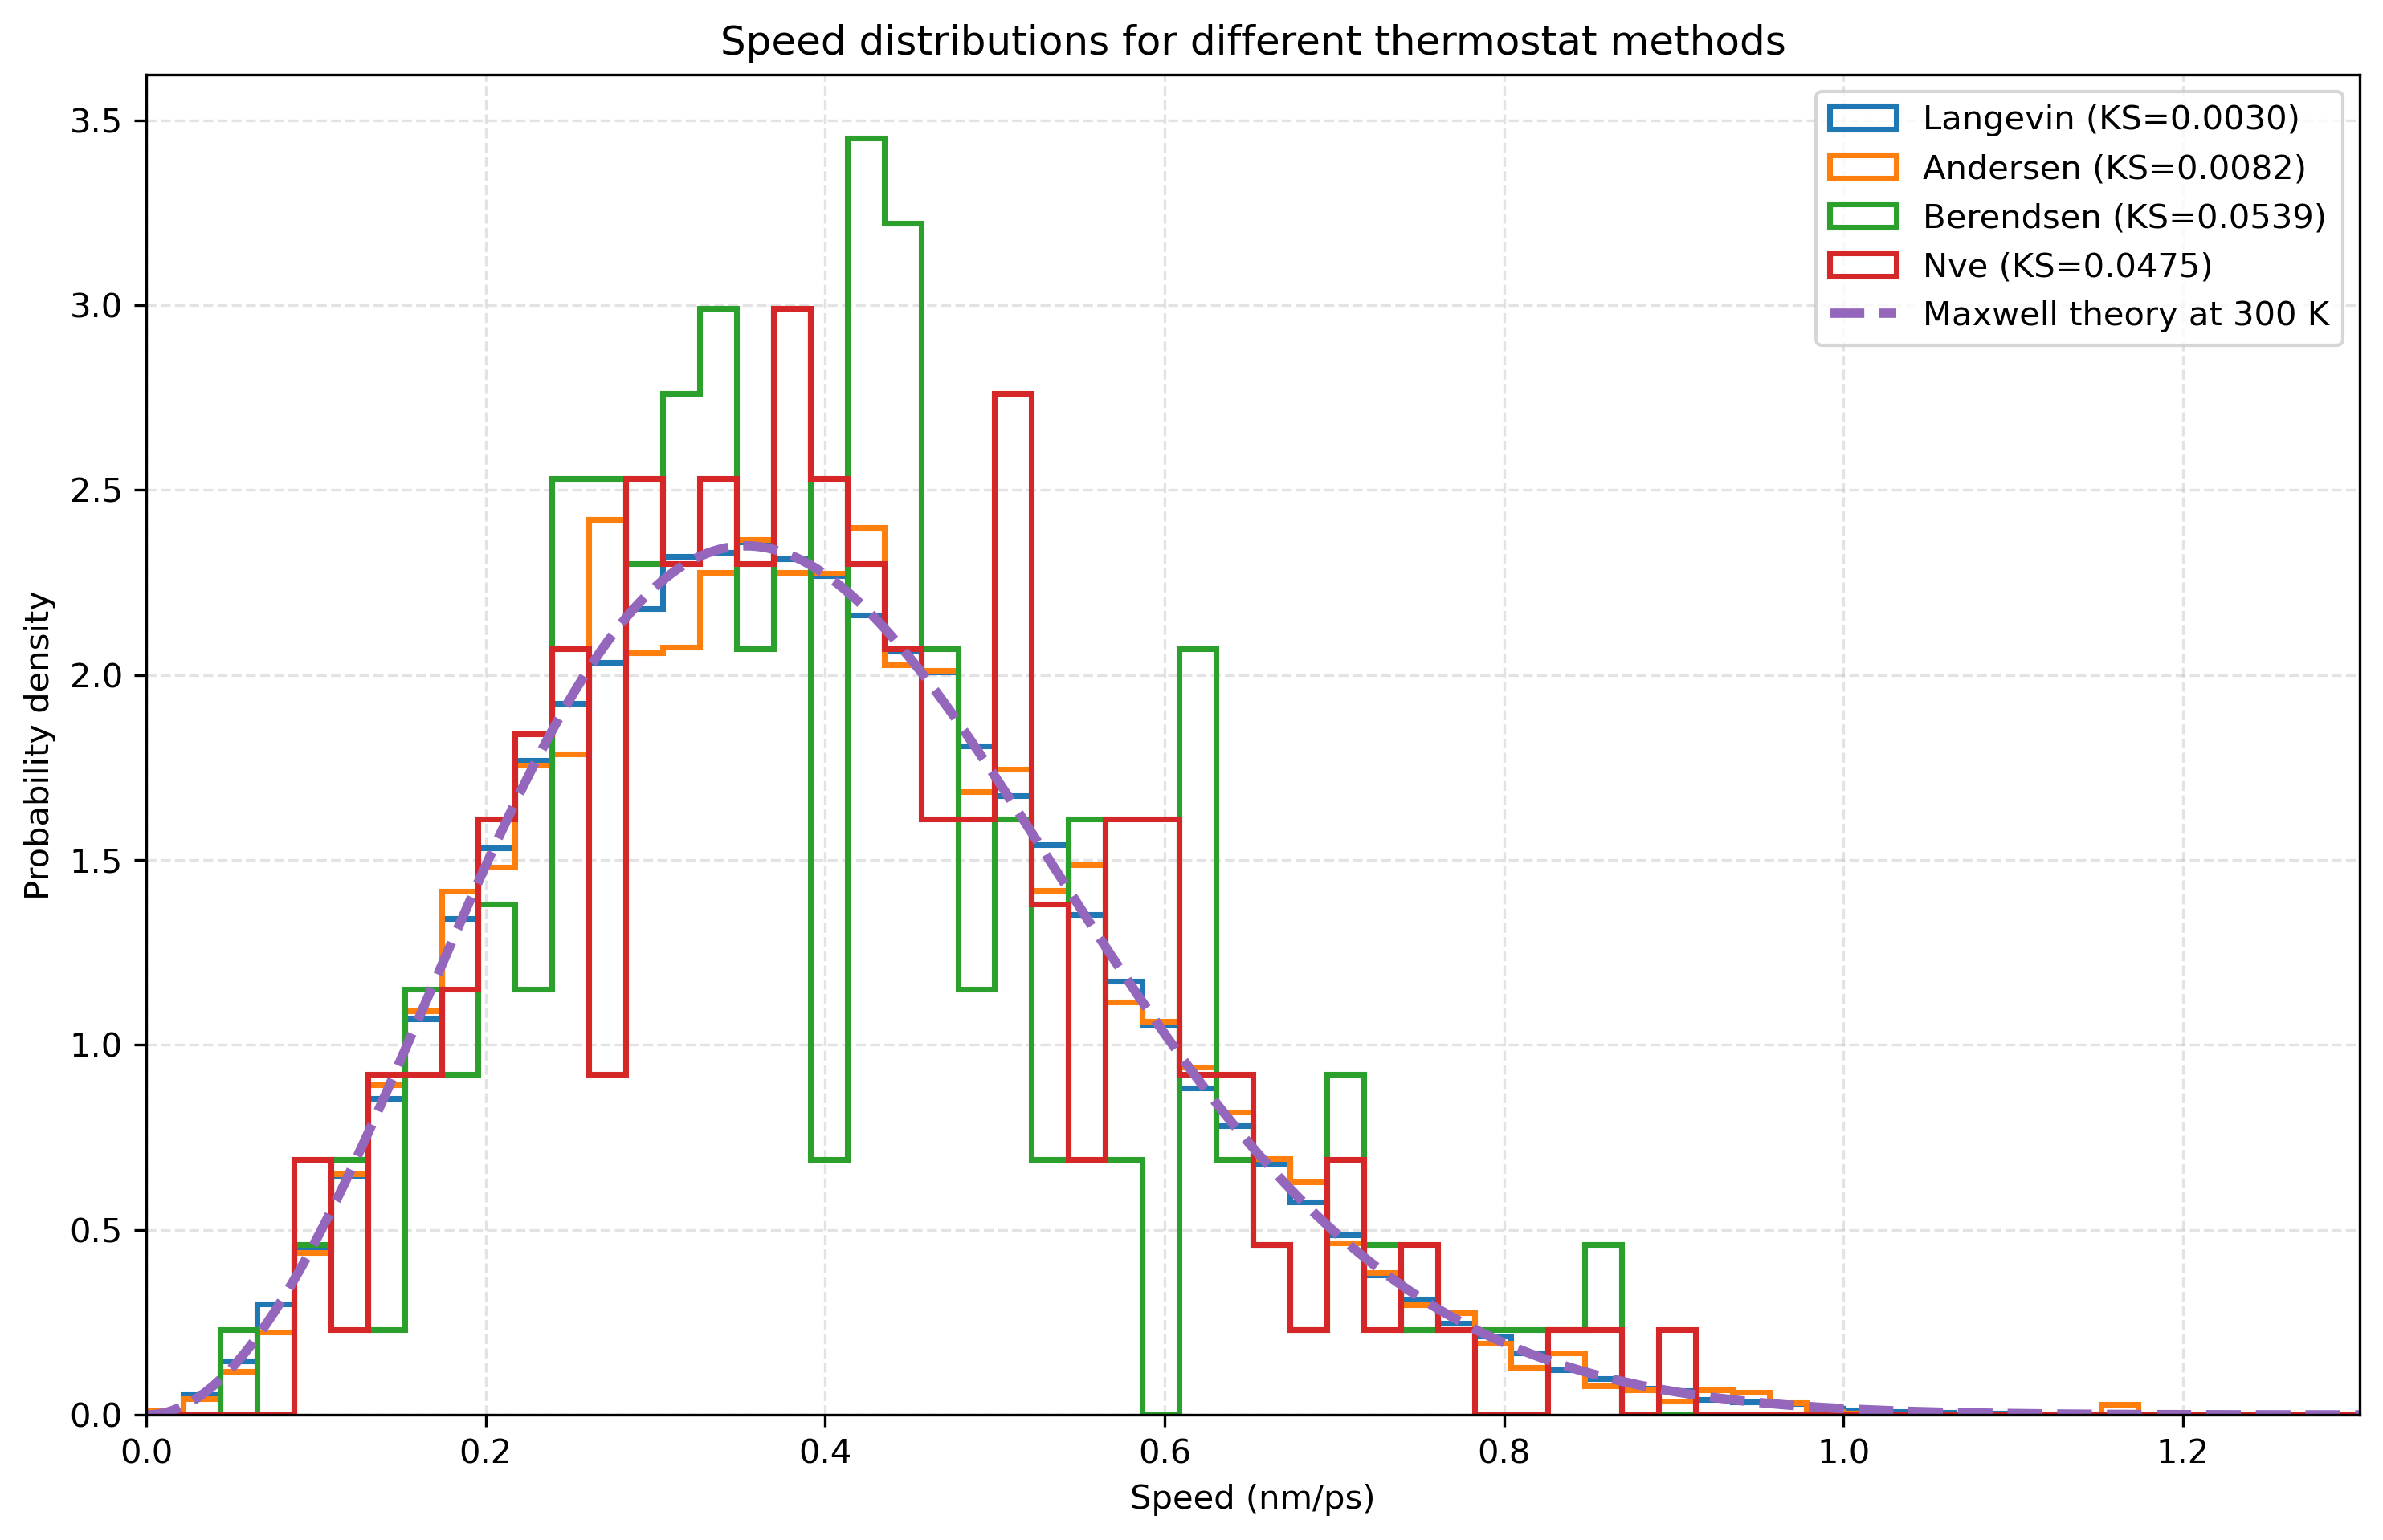 Speed distributions for different thermostat methods
Langevin (KS=0.0030)
Andersen (KS=0.0082)
Berendsen (KS=0.0539)
Nve (KS=0.0475)
Maxwell theory at 300 K
Probability density
3.5
3.0
2.5
2.0
1.5
1.0
0.5
0.0
0.0 0.2 0.4 0.6 0.8 1.0 1.2
Speed (nm/ps)